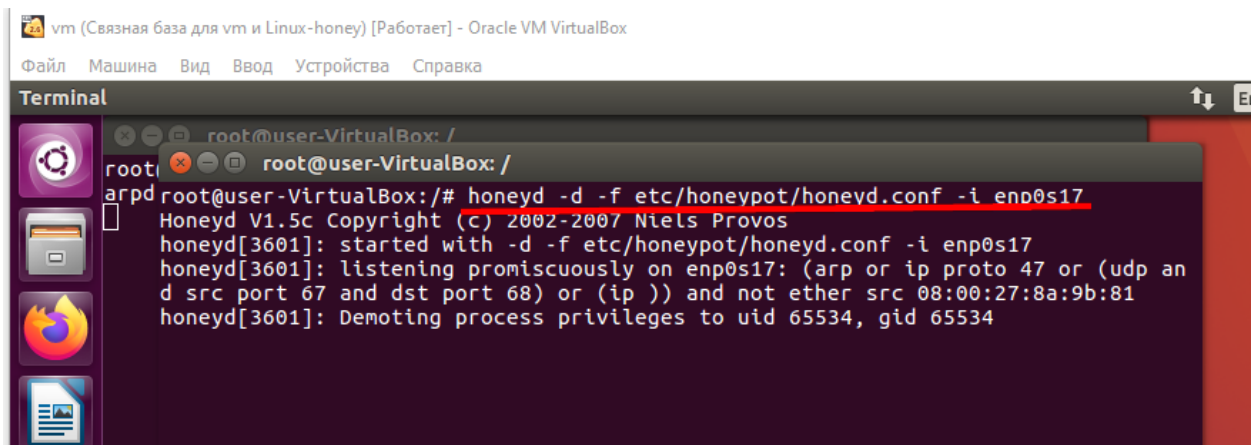 vm (Связная база для vm и Linux-honey) [Работает] - Oracle VM VirtualBox
Файл Машина Вид Ввод Устройства Справка
Terminal
root@user-VirtualBox: /
root@user-VirtualBox: /
root
arpd
root@user-VirtualBox:/# honeyd -d -f etc/honeypot/honeyd.conf -i enp0s17
Honeyd V1.5c Copyright (c) 2002-2007 Niels Provos
honeyd[3601]: started with -d -f etc/honeypot/honeyd.conf -i enp0s17
honeyd[3601]: listening promiscuously on enp0s17: (arp or ip proto 47 or (udp an
d src port 67 and dst port 68) or (ip )) and not ether src 08:00:27:8a:9b:81
honeyd[3601]: Demoting process privileges to uid 65534, gid 65534